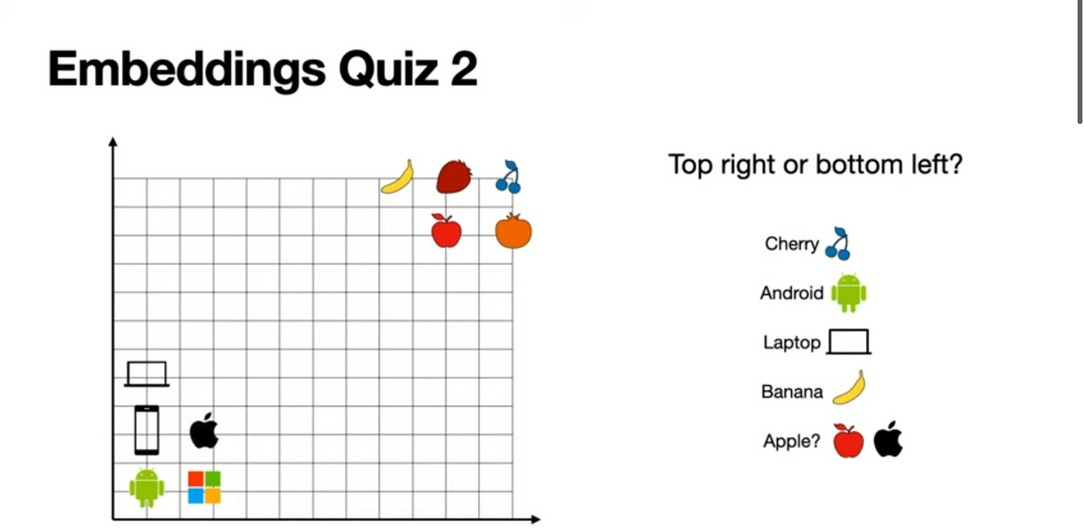 Embeddings Quiz 2
Top right or bottom left?
Cherry
Android
Laptop
Banana
Apple?